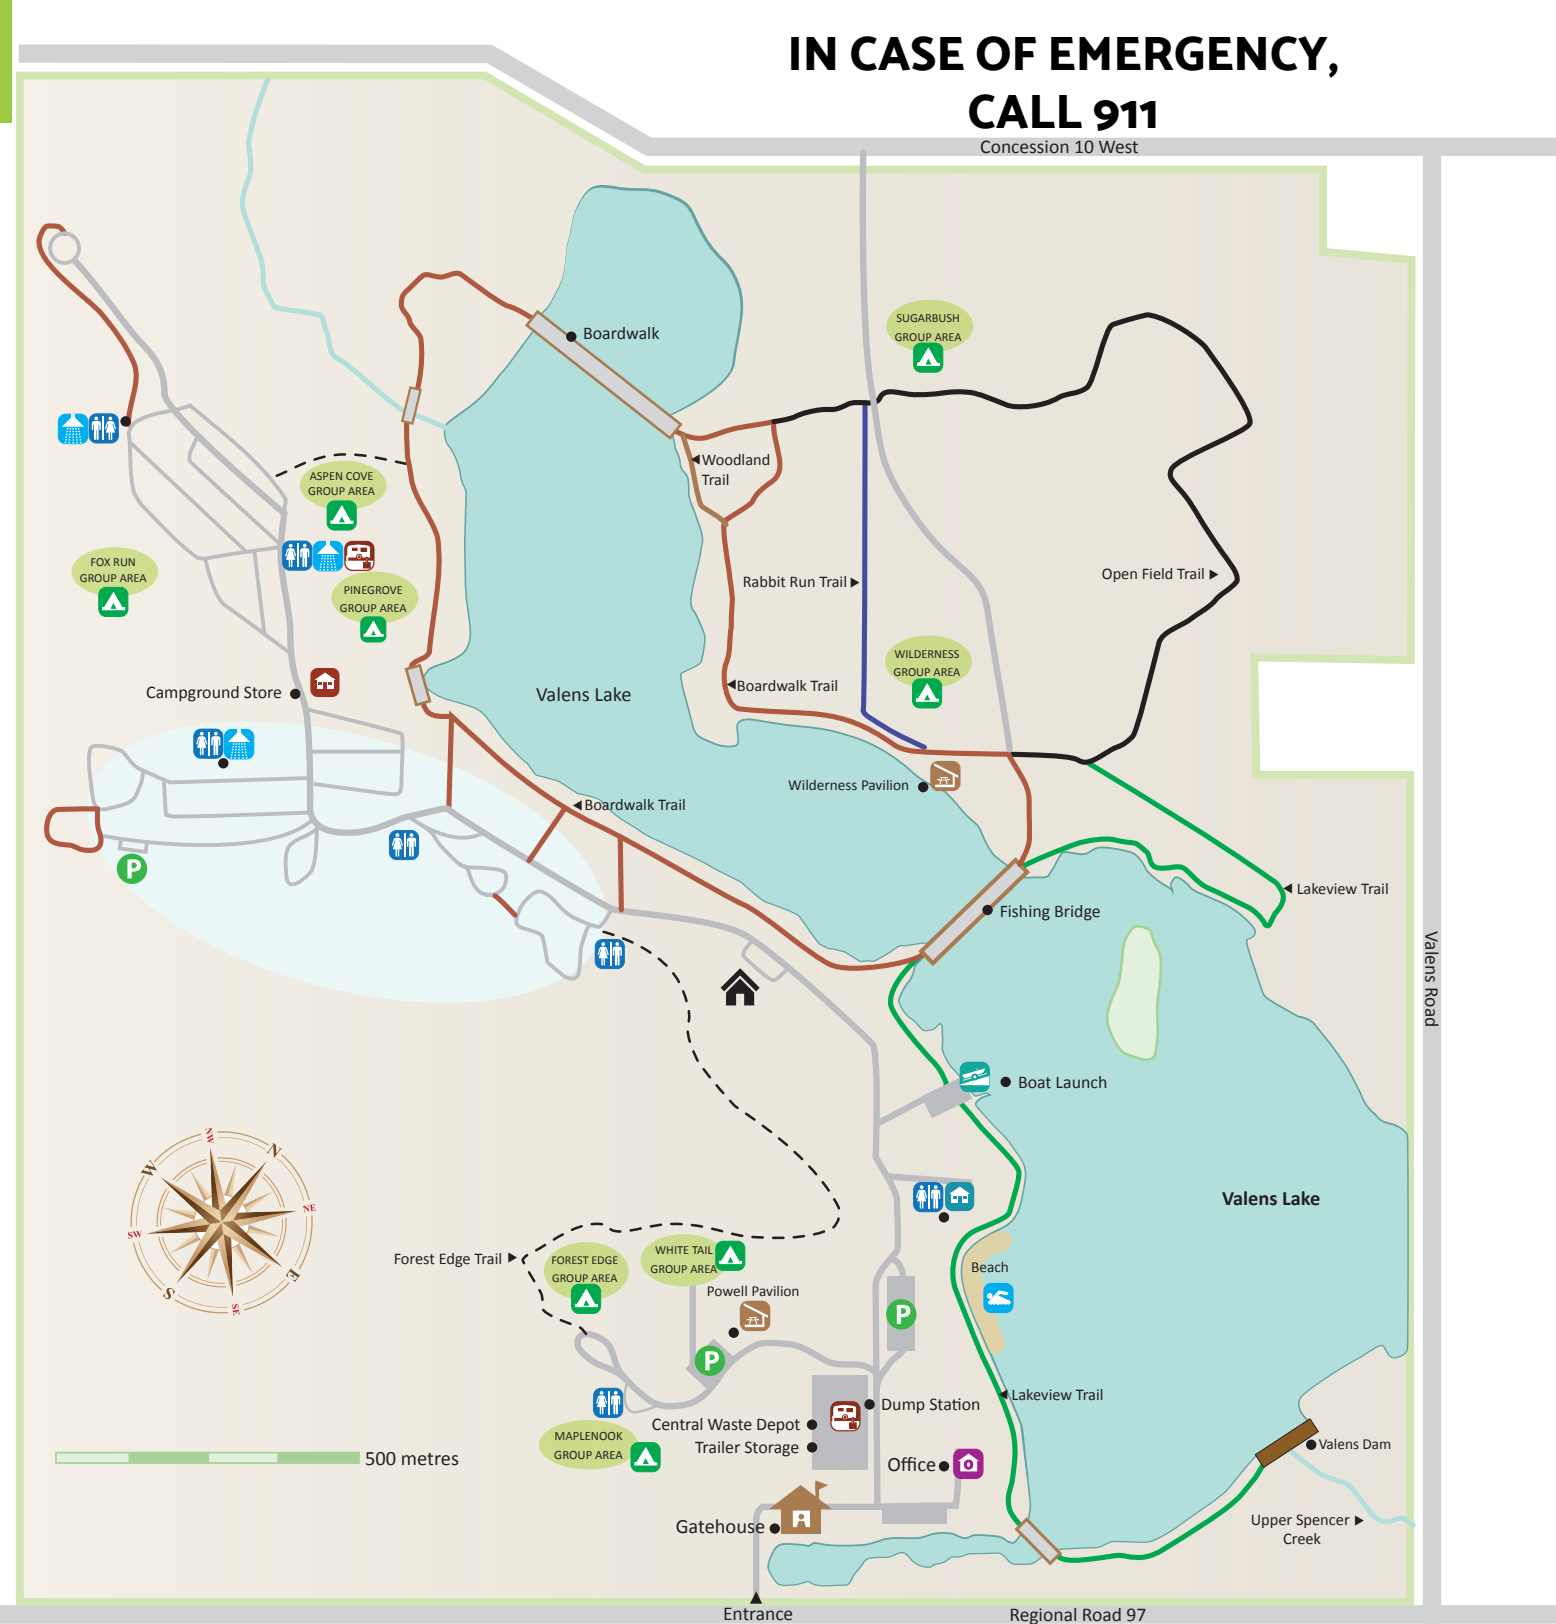 IN CASE OF EMERGENCY,
CALL 911
Concession 10 West
SUGARBUSH
GROUP AREA
Boardwalk
Woodland
Trail
ASPEN COVE
GROUP AREA
FOX RUN
GROUP AREA
PINEGROVE
GROUP AREA
Rabbit Run Trail
Open Field Trail
WILDERNESS
GROUP AREA
Campground Store
Valens Lake
Boardwalk Trail
Wilderness Pavilion
Boardwalk Trail
P
Lakeview Trail
Fishing Bridge
Valens Road
Boat Launch
NW
N
W
NE
SW
E
S
SE
Valens Lake
Forest Edge Trail
FOREST EDGE
GROUP AREA
WHITE TAIL
GROUP AREA
Beach
Powell Pavilion
P
P
Lakeview Trail
Dump Station
Central Waste Depot
Trailer Storage
MAPLENOOK
GROUP AREA
500 metres
Office
Valens Dam
Gatehouse
Upper Spencer
Creek
Entrance
Regional Road 97